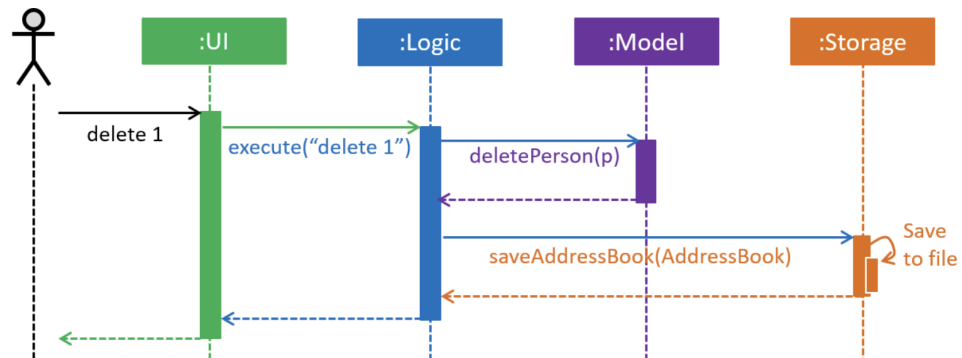 :UI
:Logic
:Model
:Storage
delete 1
execute(“delete 1”)
deletePerson(p)
saveAddressBook(AddressBook)
Save
to file